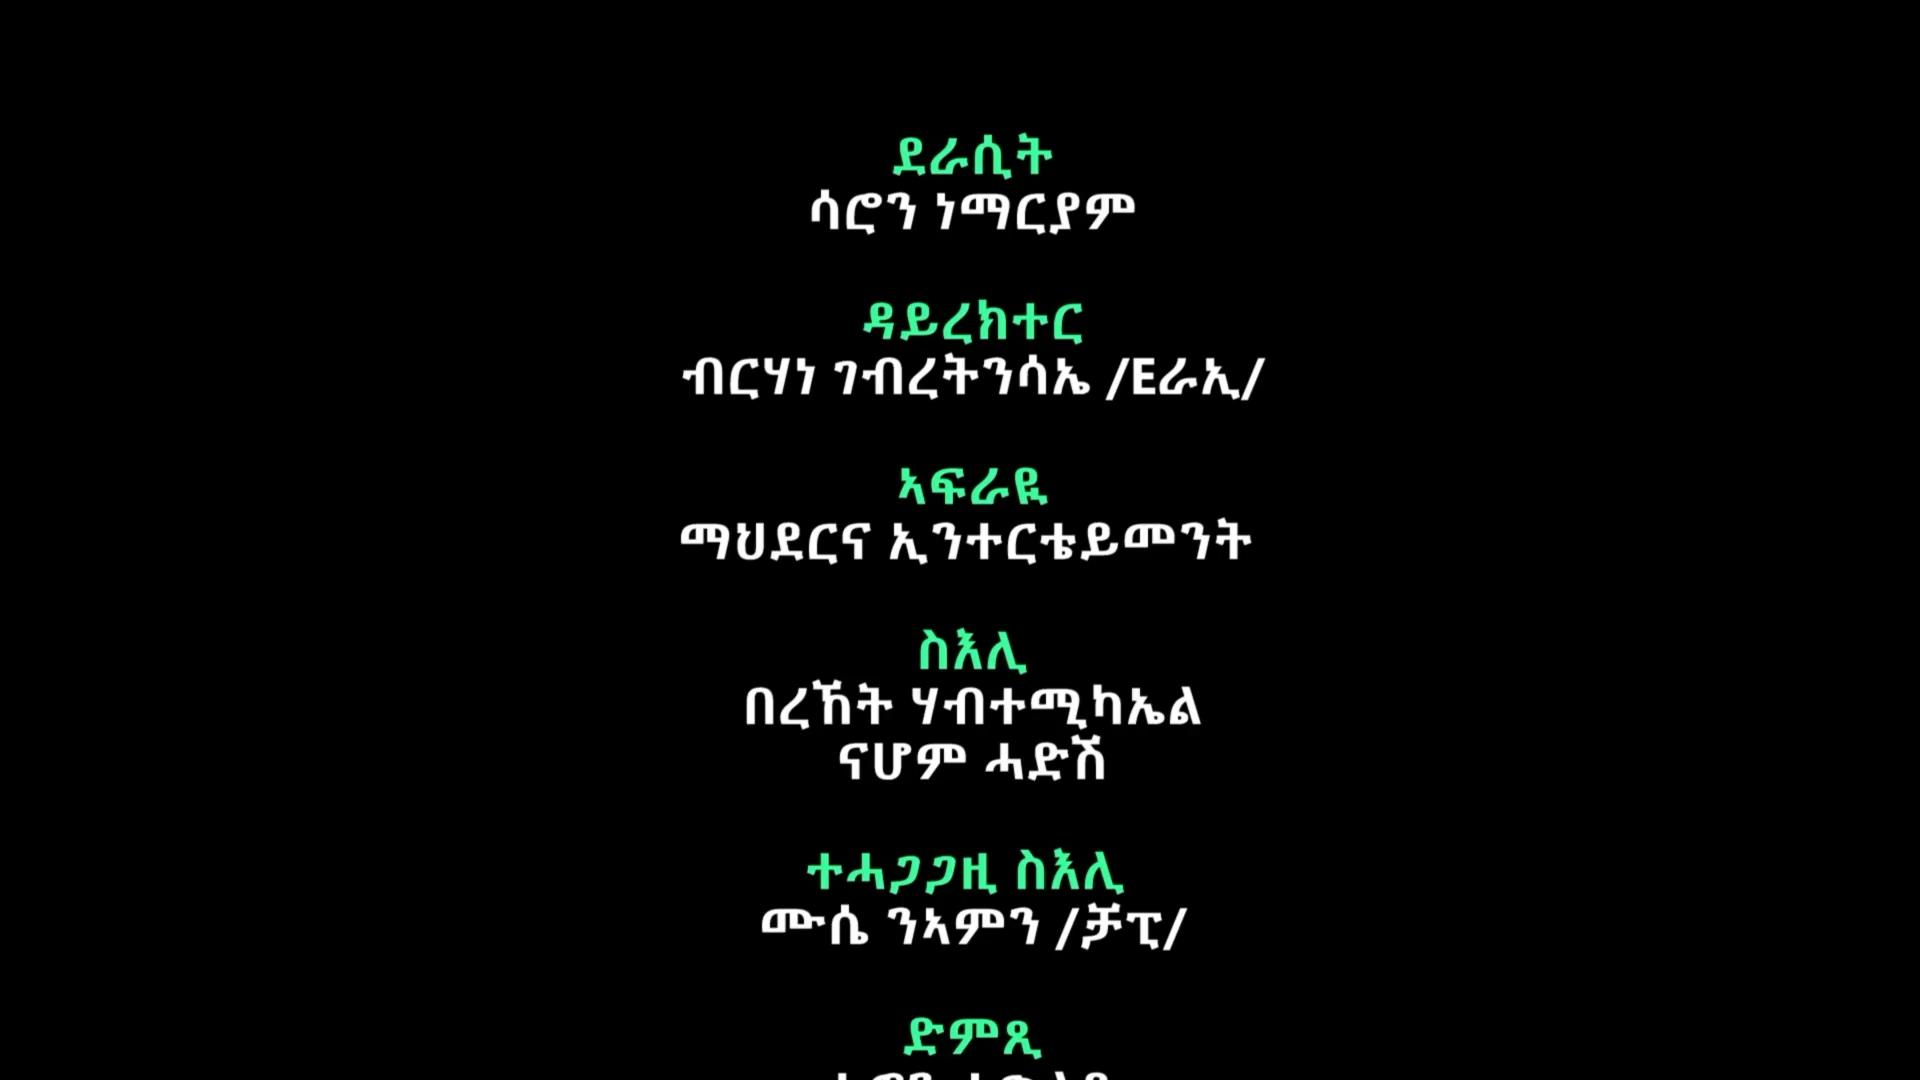 ደራሲት
ሳሮን ነማርያም
ዳይረክተር
ብርሃነ ገብረትንሳኤ /Eራኢ/
ኣፍራዪ
ማህደርና ኢንተርቴይመንት
ስእሊ
በረኸት ሃብተሚካኤል
ናሆም ሓድሽ
ተሓጋጋዚ ስእሊ
ሙሴ ንኣምን /ቻፒ/
ድምጺ